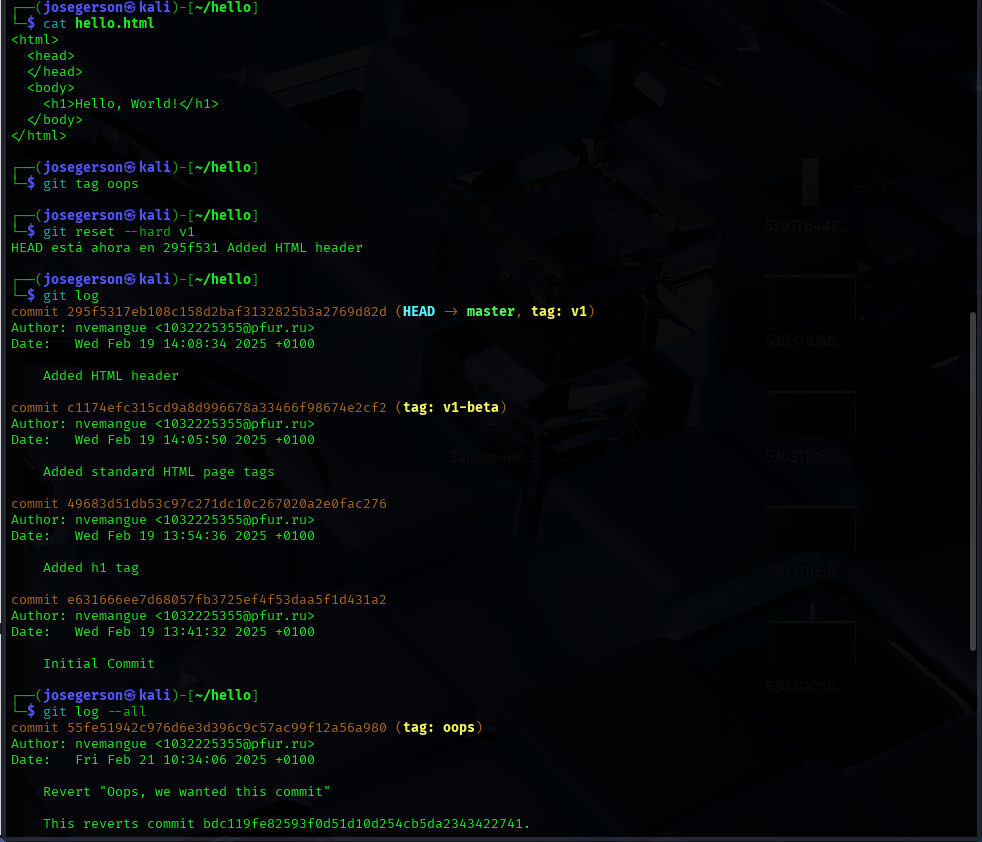 ┌──(josegerson㉿kali)-[~/hello]
└─$ cat hello.html
<html>
  <head>
  </head>
  <body>
    <h1>Hello, World!</h1>
  </body>
</html>
┌──(josegerson㉿kali)-[~/hello]
└─$ git tag oops
┌──(josegerson㉿kali)-[~/hello]
└─$ git reset --hard v1
HEAD está ahora en 295f531 Added HTML header
┌──(josegerson㉿kali)-[~/hello]
└─$ git log
commit 295f5317eb108c158d2baf3132825b3a2769d82d (HEAD -> master, tag: v1)
Author: nvemangue <1032225355@pfur.ru>
Date:   Wed Feb 19 14:08:34 2025 +0100
    Added HTML header
commit c1174efc315cd9a8d996678a33466f98674e2cf2 (tag: v1-beta)
Author: nvemangue <1032225355@pfur.ru>
Date:   Wed Feb 19 14:05:50 2025 +0100
    Added standard HTML page tags
commit 49683d51db53c97c271dc10c267020a2e0fac276
Author: nvemangue <1032225355@pfur.ru>
Date:   Wed Feb 19 13:54:36 2025 +0100
    Added h1 tag
commit e631666ee7d68057fb3725ef4f53daa5f1d431a2
Author: nvemangue <1032225355@pfur.ru>
Date:   Wed Feb 19 13:41:32 2025 +0100
    Initial Commit
┌──(josegerson㉿kali)-[~/hello]
└─$ git log --all
commit 55fe51942c976d6e3d396c9c57ac99f12a56a980 (tag: oops)
Author: nvemangue <1032225355@pfur.ru>
Date:   Fri Feb 21 10:34:06 2025 +0100
    Revert "Oops, we wanted this commit"
    This reverts commit bdc119fe82593f0d51d10d254cb5da2343422741.
529176442...
530311056...
Заявление...
530311056...
530311056...
530311056...